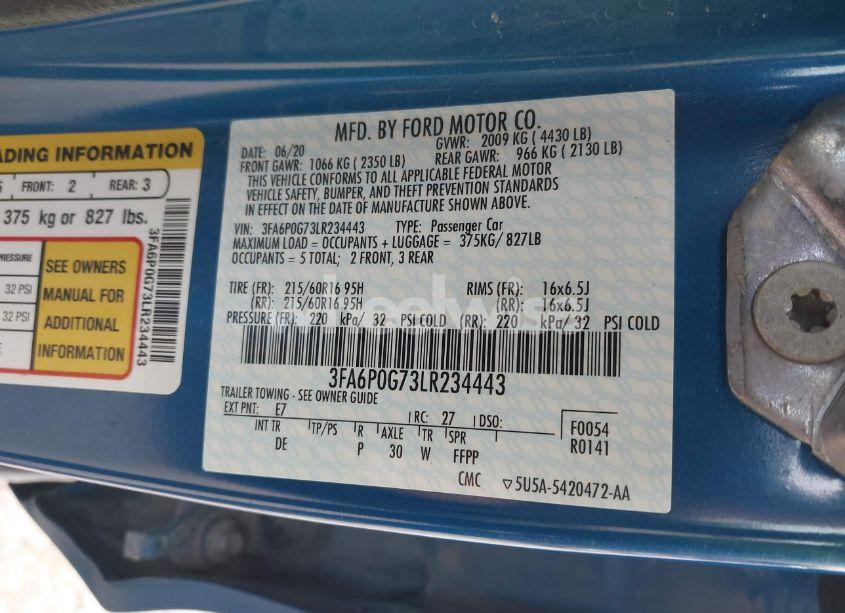 ADING INFORMATION
5 FRONT: 2 REAR: 3
375 kg or 827 lbs.
PRESSURE
32 PSI
32 PSI
SEE OWNERS
MANUAL FOR
ADDITIONAL
INFORMATION
3FA6P0G73LR234443
MFD. BY FORD MOTOR CO.
DATE: 06/20 GVWR: 2009 KG ( 4430 LB)
FRONT GAWR: 1066 KG ( 2350 LB) REAR GAWR: 966 KG ( 2130 LB)
THIS VEHICLE CONFORMS TO ALL APPLICABLE FEDERAL MOTOR
VEHICLE SAFETY, BUMPER, AND THEFT PREVENTION STANDARDS
IN EFFECT ON THE DATE OF MANUFACTURE SHOWN ABOVE.
VIN: 3FA6P0G73LR234443 TYPE: Passenger Car
MAXIMUM LOAD = OCCUPANTS + LUGGAGE = 375KG/ 827LB
OCCUPANTS = 5 TOTAL; 2 FRONT, 3 REAR
TIRE (FR): 215/60R16 95H RIMS (FR): 16x6.5J
(RR): 215/60R16 95H (RR): 16x6.5J
PRESSURE (FR): 220 kPa/ 32 PSI COLD (RR): 220 kPa/ 32 PSI COLD
3FA6P0G73LR234443
TRAILER TOWING - SEE OWNER GUIDE
EXT PNT: E7 RC: 27 DSO: F0054
INT TR TP/PS R AXLE TR SPR R0141
DE P 30 W FFPP
CMC ▽5U5A-5420472-AA